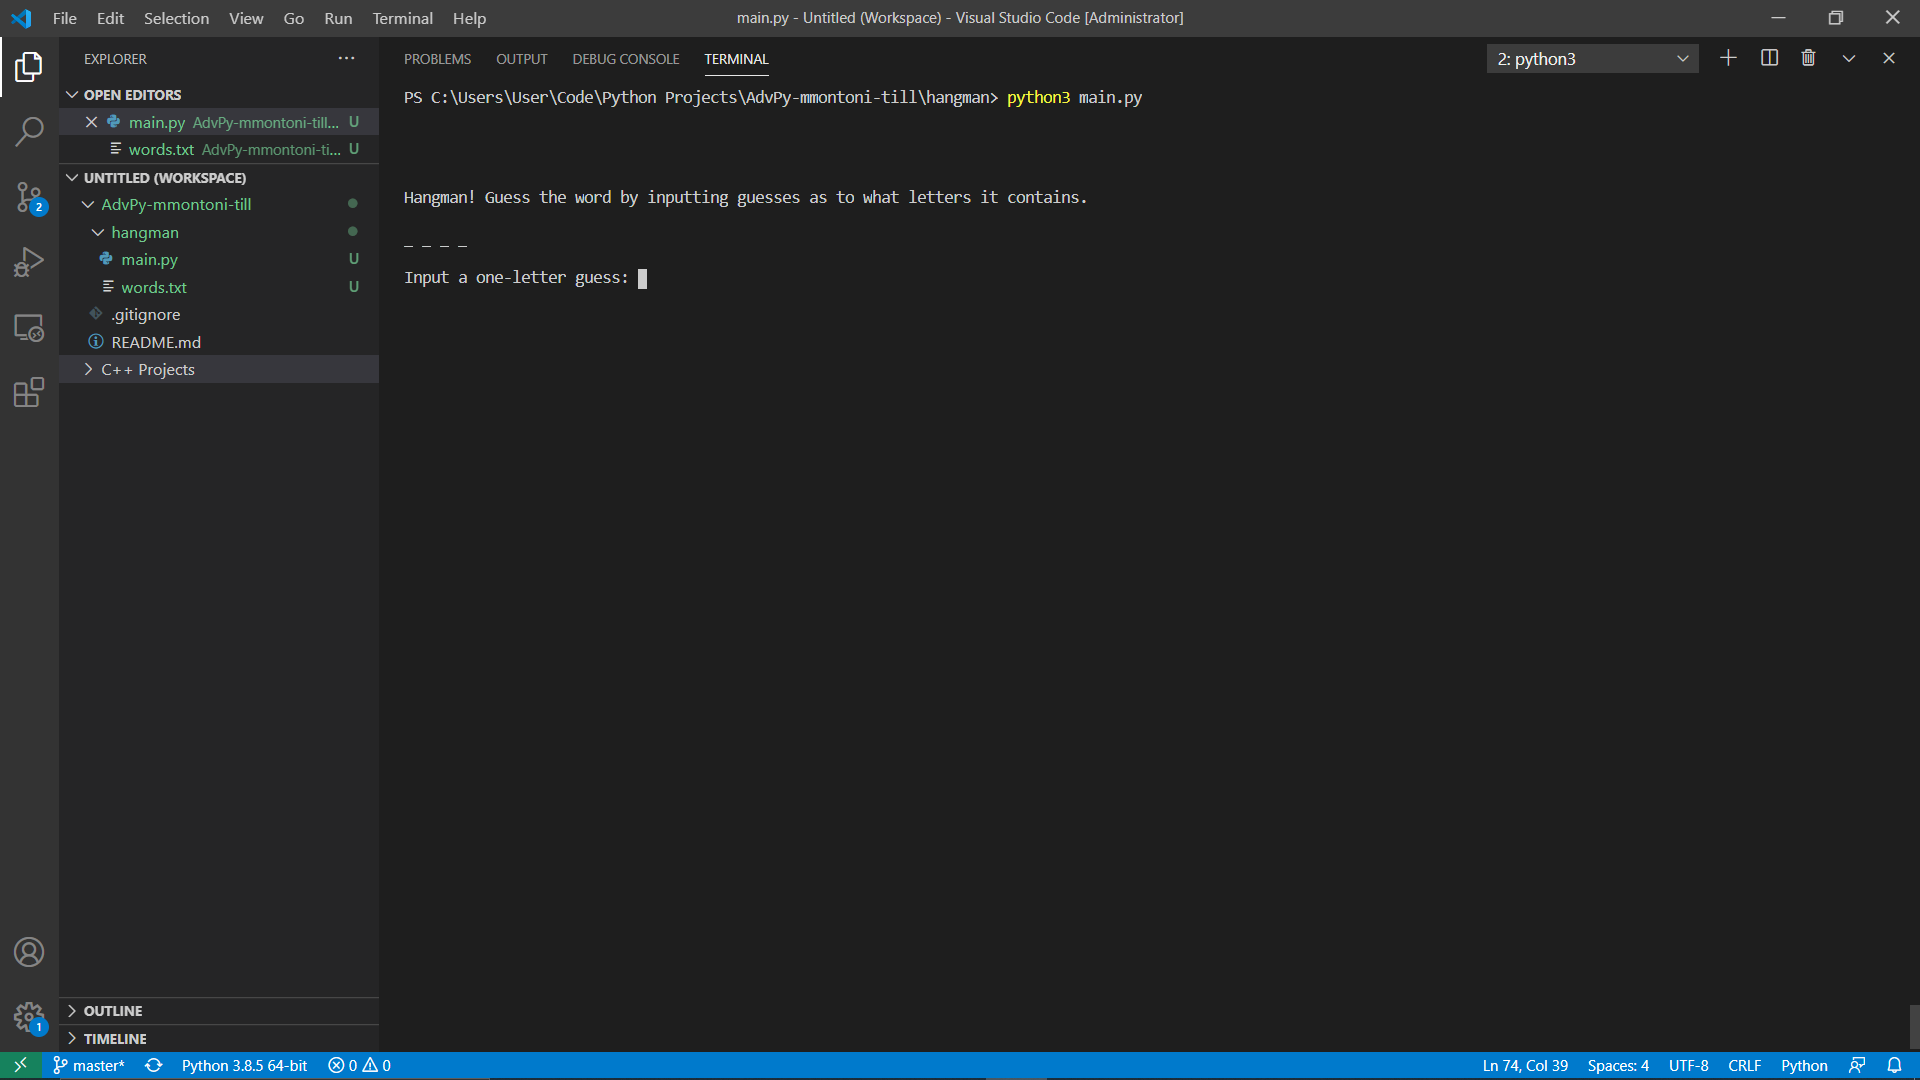 File Edit Selection View Go Run Terminal Help
main.py - Untitled (Workspace) - Visual Studio Code [Administrator]
EXPLORER
OPEN EDITORS
main.py AdvPy-mmontoni-till... U
words.txt AdvPy-mmontoni-ti... U
UNTITLED (WORKSPACE)
AdvPy-mmontoni-till
hangman
main.py U
words.txt U
.gitignore
README.md
C++ Projects
OUTLINE
TIMELINE
2
1
PROBLEMS OUTPUT DEBUG CONSOLE TERMINAL
2: python3
PS C:\Users\User\Code\Python Projects\AdvPy-mmontoni-till\hangman> python3 main.py
Hangman! Guess the word by inputting guesses as to what letters it contains.
_ _ _ _
Input a one-letter guess:
master* Python 3.8.5 64-bit 0 0
Ln 74, Col 39 Spaces: 4 UTF-8 CRLF Python